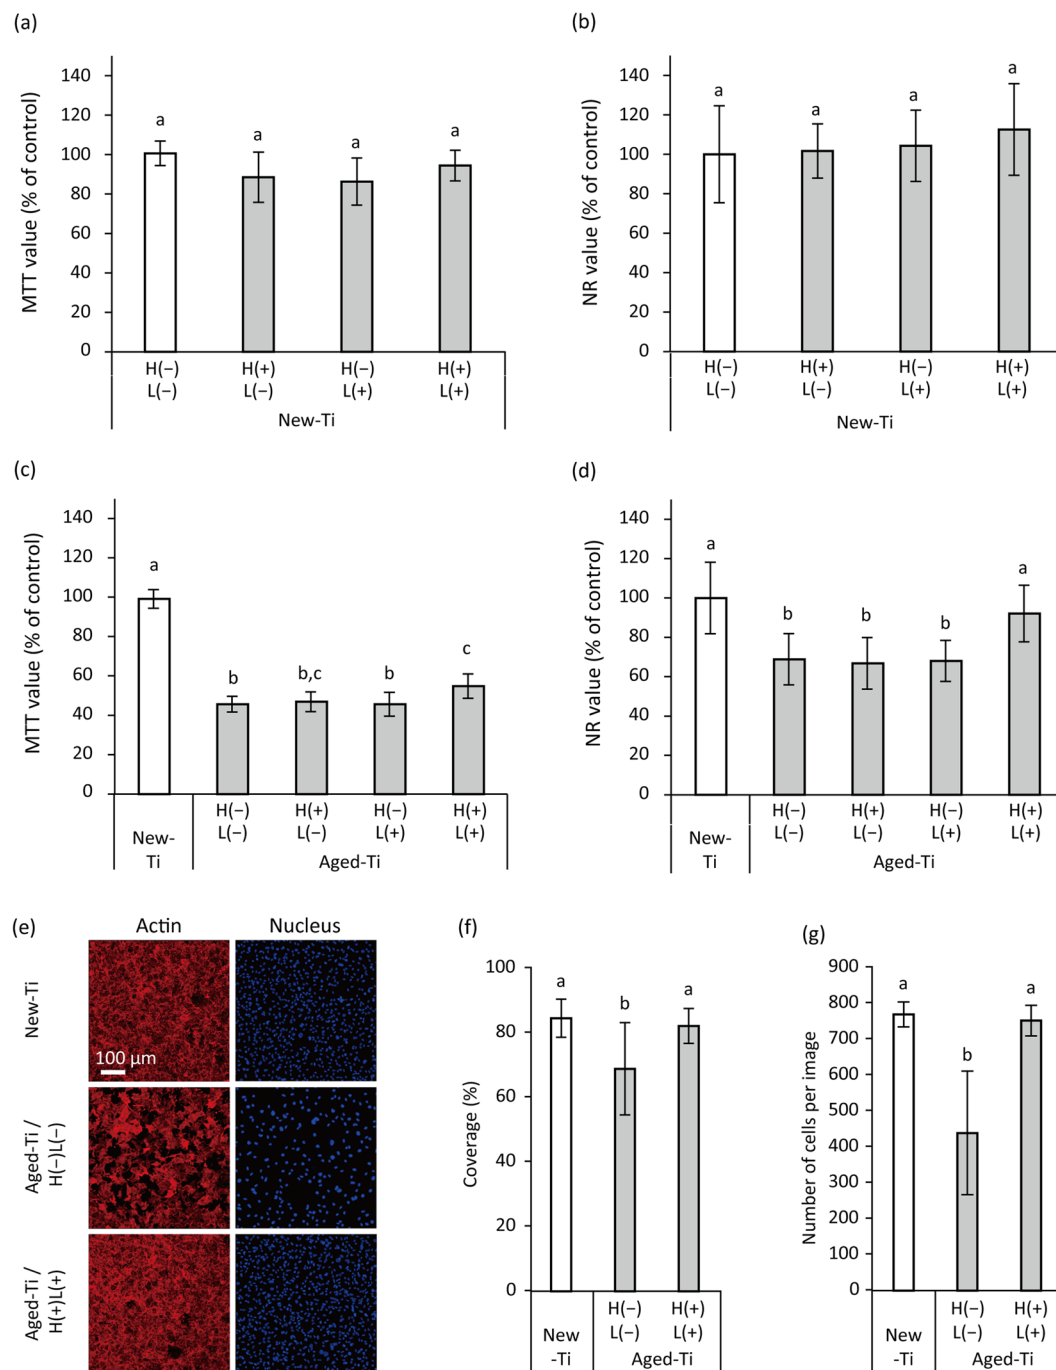 (a)
MTT value (% of control)
140
120
100
80
60
40
20
0
a a a a
H(−) H(+) H(−) H(+)
L(−) L(−) L(+) L(+)
New-Ti
(b)
NR value (% of control)
140
120
100
80
60
40
20
0
a a a a
H(−) H(+) H(−) H(+)
L(−) L(−) L(+) L(+)
New-Ti
(c)
MTT value (% of control)
140
120
100
80
60
40
20
0
a b b,c b c
H(−) H(+) H(−) H(+)
L(−) L(−) L(+) L(+)
New-
Ti
Aged-Ti
(d)
NR value (% of control)
140
120
100
80
60
40
20
0
a b b b a
H(−) H(+) H(−) H(+)
L(−) L(−) L(+) L(+)
New-
Ti
Aged-Ti
(e)
Actin Nucleus
New-Ti
100 µm
Aged-Ti /
H(−)L(−)
Aged-Ti /
H(+)L(+)
(f)
Coverage (%)
100
80
60
40
20
0
a b a
H(−) H(+)
L(−) L(+)
New
-Ti
Aged-Ti
(g)
Number of cells per image
900
800
700
600
500
400
300
200
100
0
a b a
H(−) H(+)
L(−) L(+)
New
-Ti
Aged-Ti